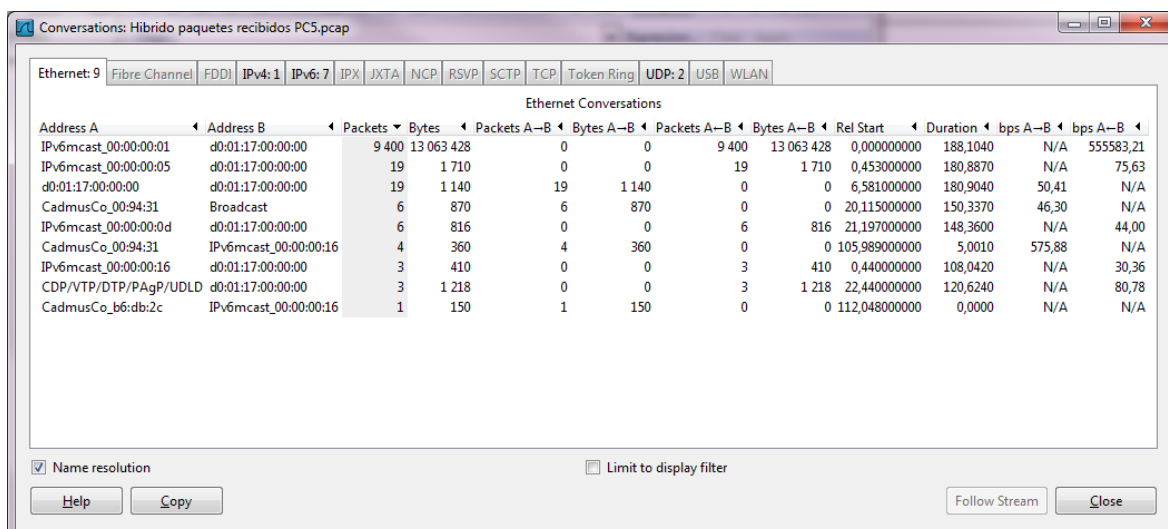 Conversations: Hibrido paquetes recibidos PC5.pcap
Ethernet: 9 Fibre Channel FDDI IPv4: 1 IPv6: 7 IPX JXTA NCP RSVP SCTP TCP Token Ring UDP: 2 USB WLAN
Ethernet Conversations
Address A Address B Packets Bytes Packets A→B Bytes A→B Packets A←B Bytes A←B Rel Start Duration bps A→B bps A←B
IPv6mcast_00:00:00:01 d0:01:17:00:00:00 9 400 13 063 428 0 0 9 400 13 063 428 0,000000000 188,1040 N/A 555583,21
IPv6mcast_00:00:00:05 d0:01:17:00:00:00 19 1 710 0 0 19 1 710 0,453000000 180,8870 N/A 75,63
d0:01:17:00:00:00 d0:01:17:00:00:00 19 1 140 19 1 140 0 0 6,581000000 180,9040 50,41 N/A
CadmusCo_00:94:31 Broadcast 6 870 6 870 0 0 20,115000000 150,3370 46,30 N/A
IPv6mcast_00:00:00:0d d0:01:17:00:00:00 6 816 0 0 6 816 21,197000000 148,3600 N/A 44,00
CadmusCo_00:94:31 IPv6mcast_00:00:00:16 4 360 4 360 0 0 105,989000000 5,0010 575,88 N/A
IPv6mcast_00:00:00:16 d0:01:17:00:00:00 3 410 0 0 3 410 0,440000000 108,0420 N/A 30,36
CDP/VTP/DTP/PAgP/UDLD d0:01:17:00:00:00 3 1 218 0 0 3 1 218 22,440000000 120,6240 N/A 80,78
CadmusCo_b6:db:2c IPv6mcast_00:00:00:16 1 150 1 150 0 0 112,048000000 0,0000 N/A N/A
Name resolution Limit to display filter
Help Copy Follow Stream Close